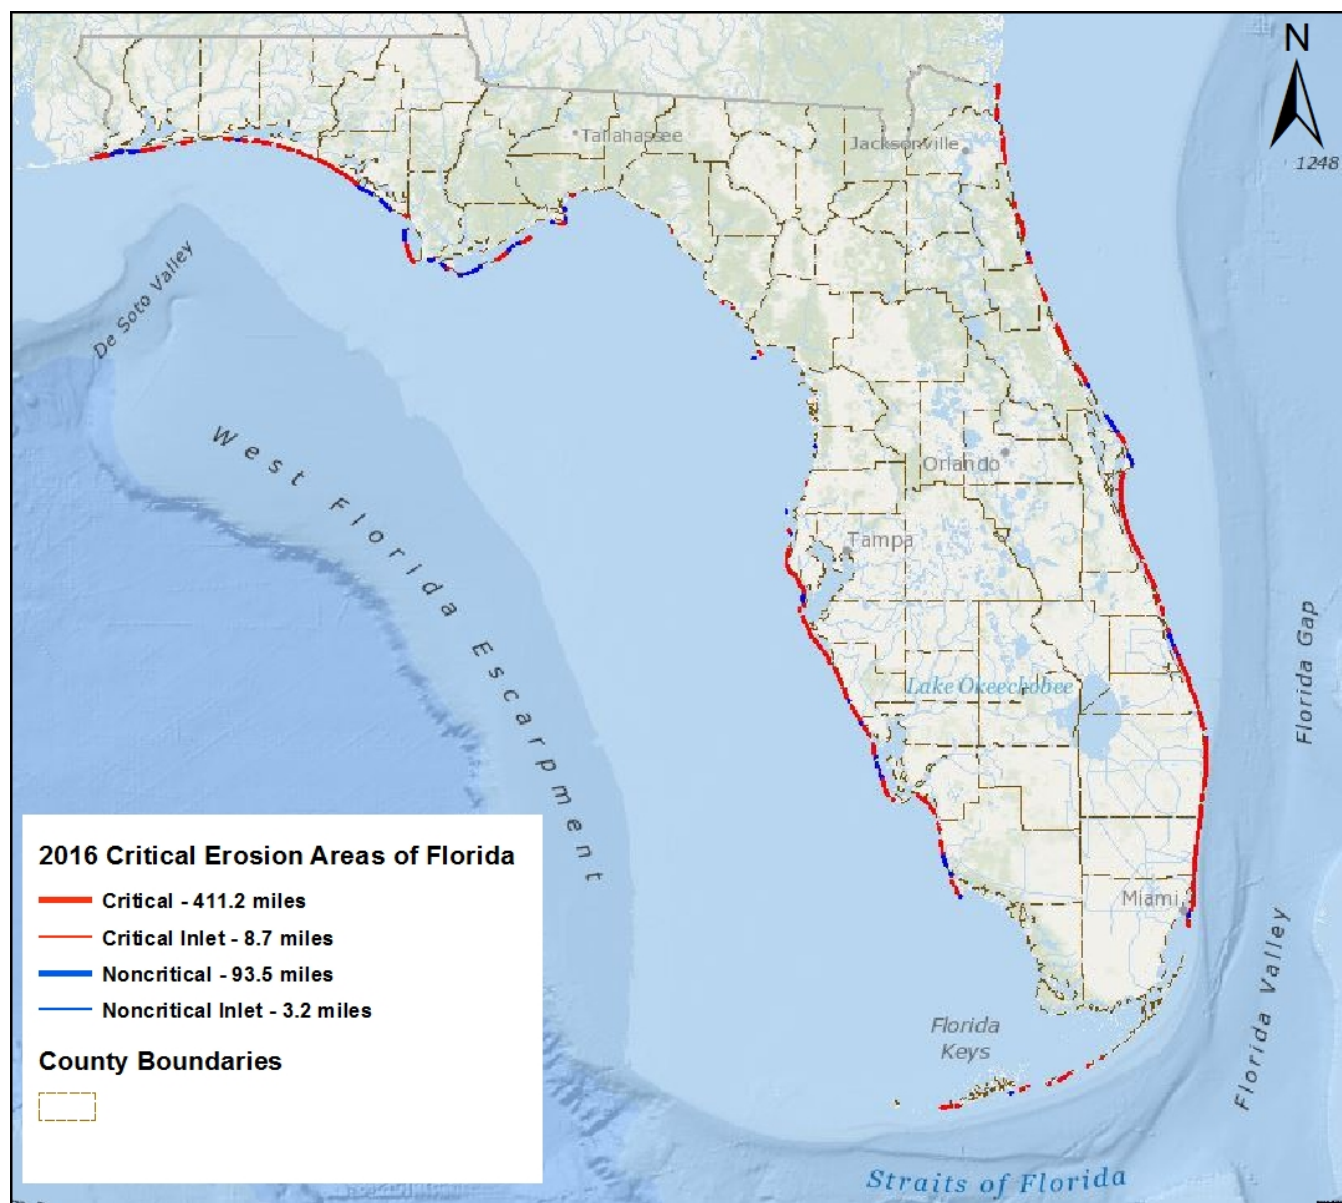 N
1248
Tallahassee
Jacksonville
De Soto Valley
West Florida Escarpment
Orlando
Tampa
Florida Gap
Lake Okeechobee
2016 Critical Erosion Areas of Florida
Critical - 411.2 miles
Critical Inlet - 8.7 miles
Noncritical - 93.5 miles
Noncritical Inlet - 3.2 miles
County Boundaries
Miami
Florida Valley
Florida
Keys
Straits of Florida